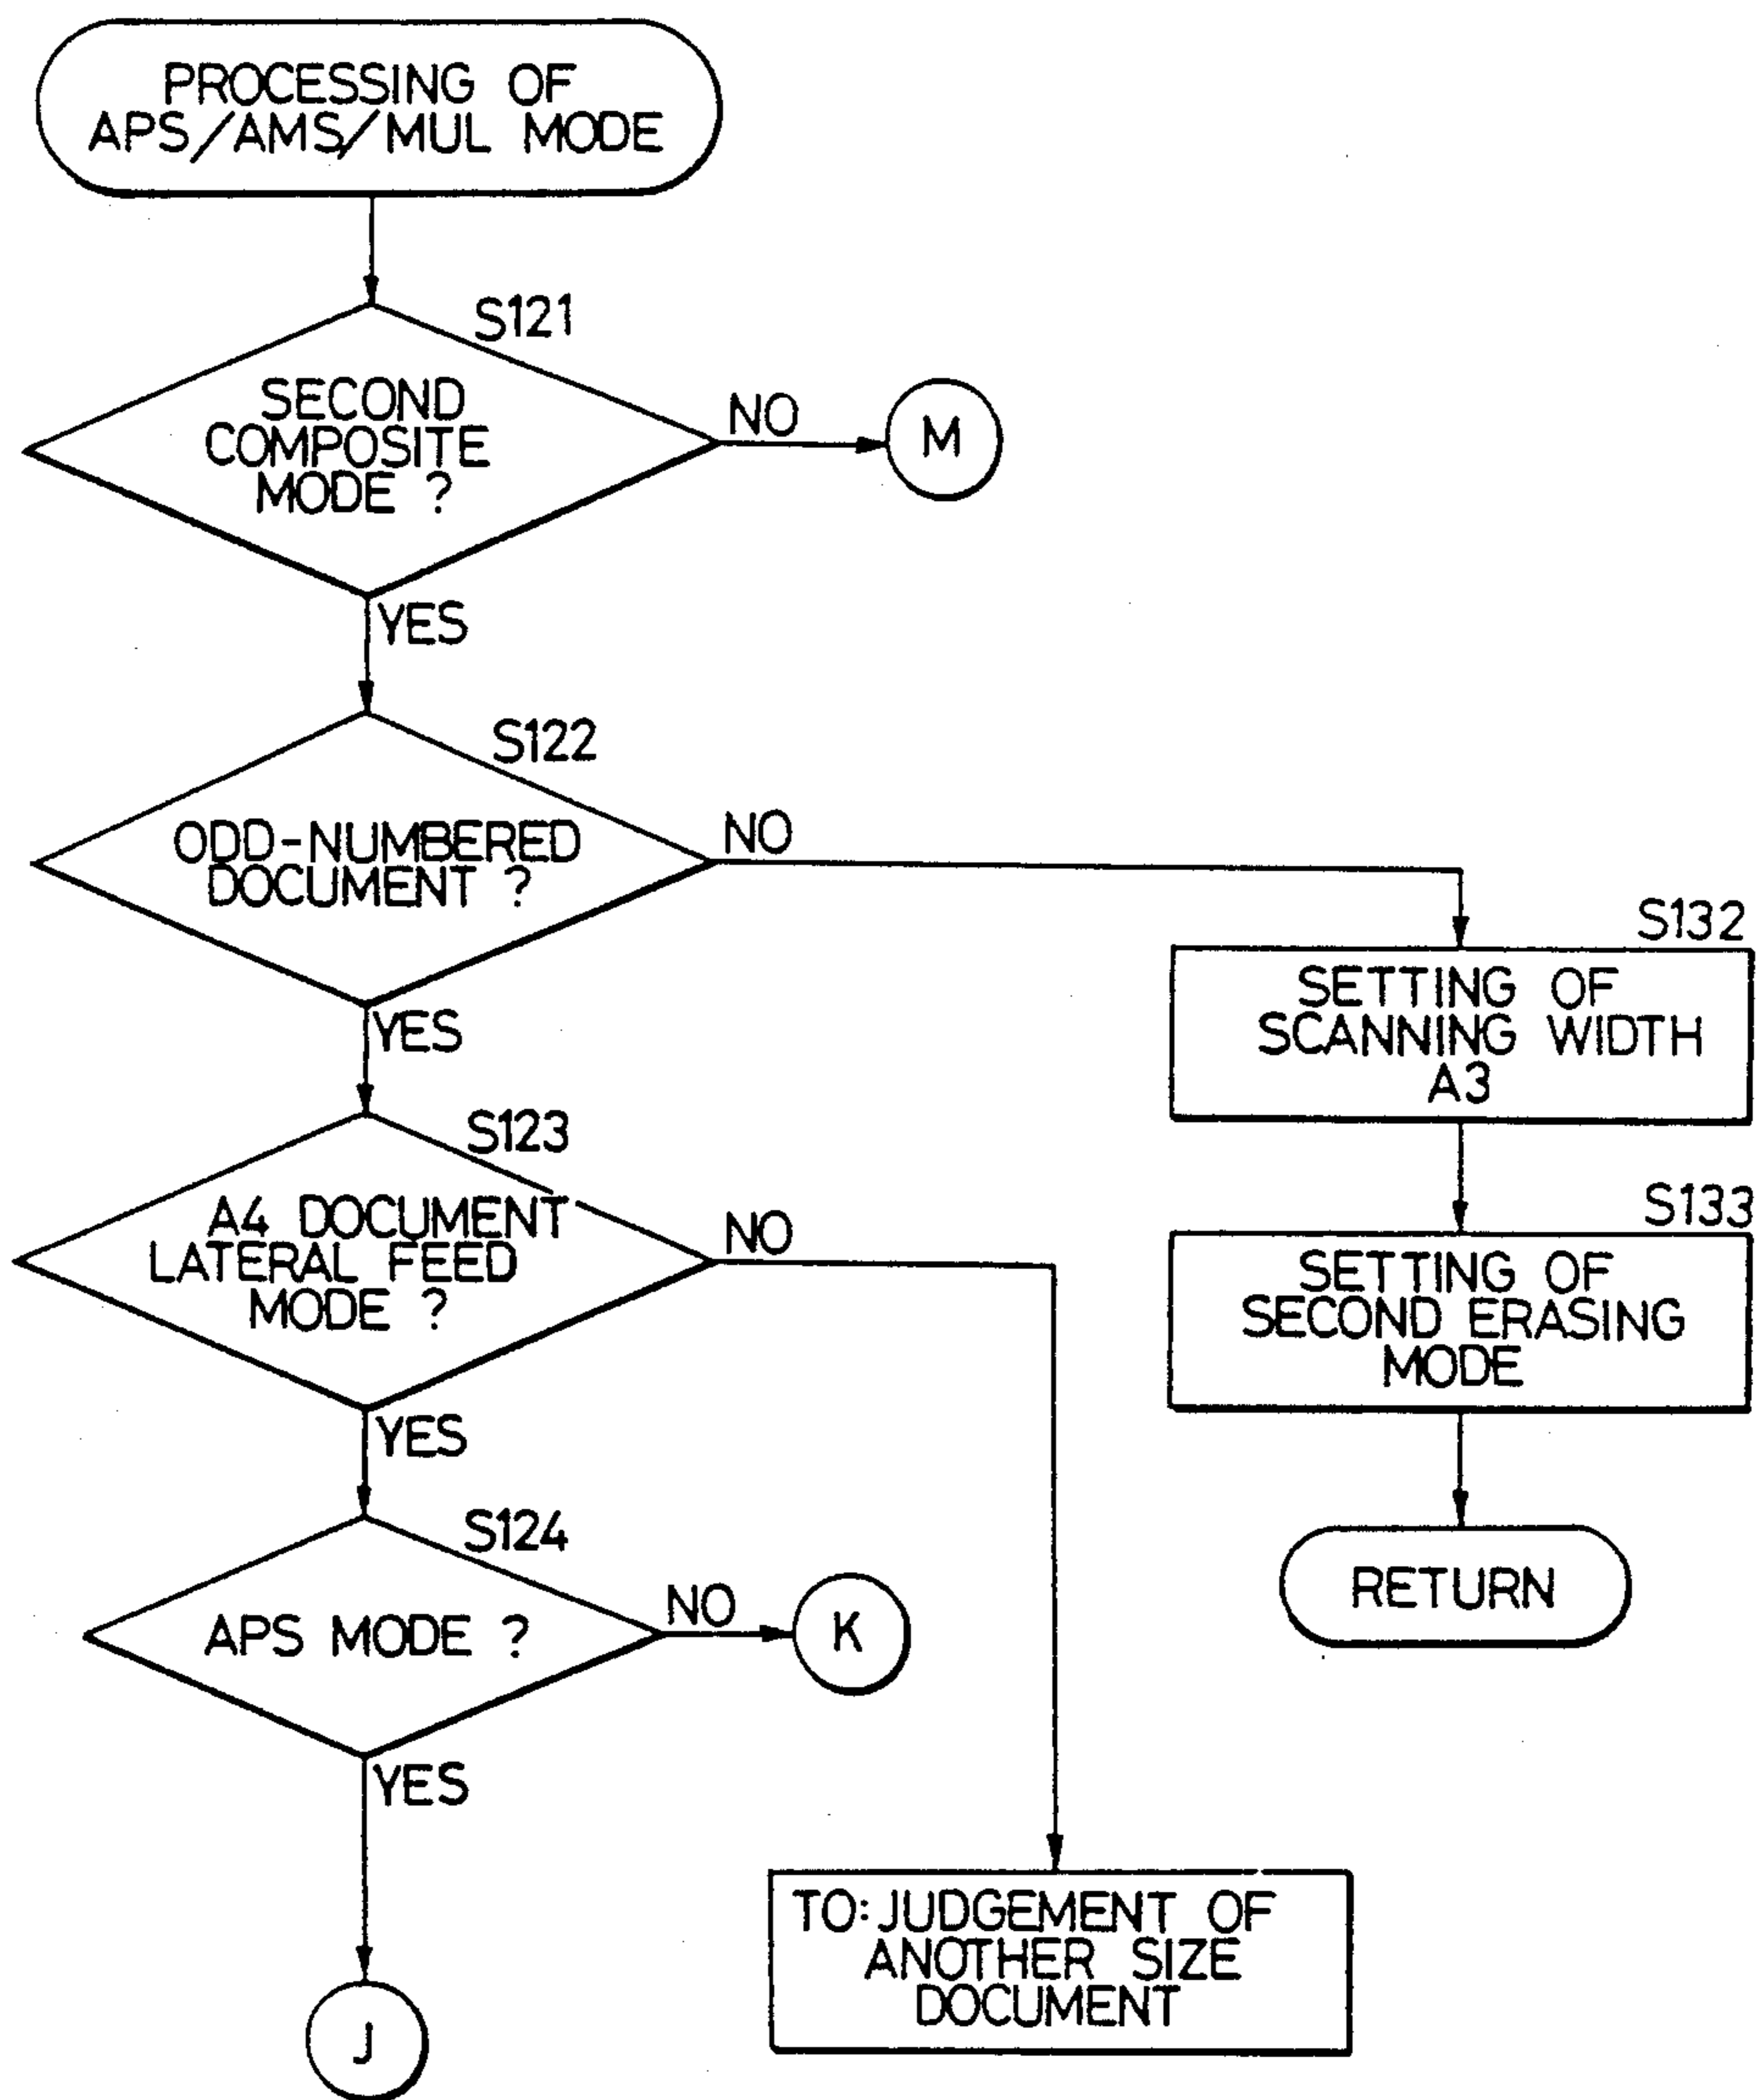 PROCESSING OF
APS/AMS/MUL MODE
S121
SECOND
COMPOSITE
MODE ?
NO
M
YES
S122
ODD-NUMBERED
DOCUMENT ?
NO
YES
S132
SETTING OF
SCANNING WIDTH
A3
S123
A4 DOCUMENT
LATERAL FEED
MODE ?
NO
YES
S133
SETTING OF
SECOND ERASING
MODE
S124
APS MODE ?
NO
K
YES
RETURN
TO: JUDGEMENT OF
ANOTHER SIZE
DOCUMENT
J